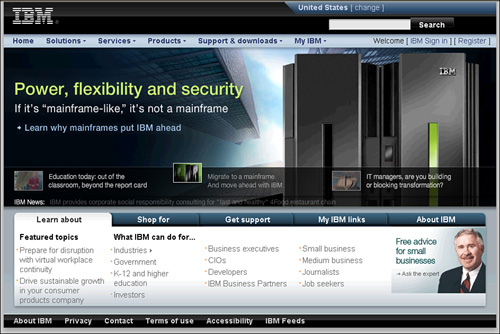 United States [ change ]
IBM
Search
Home Solutions Services Products Support & downloads My IBM Welcome [ IBM Sign in ] [ Register ]
Power, flexibility and security
If it's “mainframe-like,” it's not a mainframe
Learn why mainframes put IBM ahead
IBM
Education today: out of the
classroom, beyond the report card
Migrate to a mainframe.
And move ahead with IBM
IT managers, are you building
or blocking transformation?
IBM News: IBM provides corporate social responsibility consulting for "fast and healthy" 4Food restaurant chain
Learn about Shop for Get support My IBM links About IBM
Featured topics
Prepare for disruption
with virtual workplace
continuity
Drive sustainable growth
in your consumer
products company
What IBM can do for...
Industries
Government
K-12 and higher
education
Investors
Business executives
CIOs
Developers
IBM Business Partners
Small business
Medium business
Journalists
Job seekers
Free advice
for small
businesses
Ask the expert
About IBM Privacy Contact Terms of use Accessibility IBM Feeds